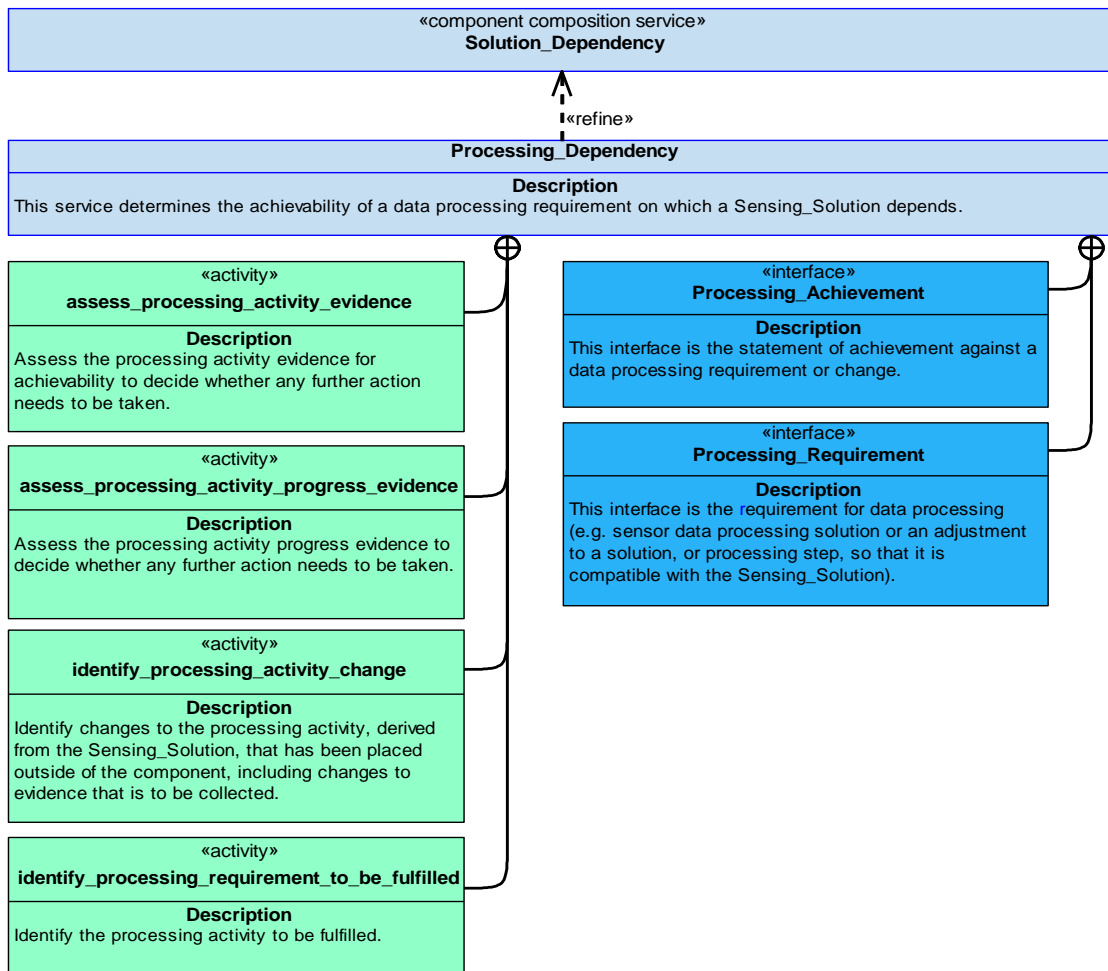 «component composition service»
Solution_Dependency
«refine»
Processing_Dependency
Description
This service determines the achievability of a data processing requirement on which a Sensing_Solution depends.
«activity»
assess_processing_activity_evidence
Description
Assess the processing activity evidence for
achievability to decide whether any further action
needs to be taken.
«activity»
assess_processing_activity_progress_evidence
Description
Assess the processing activity progress evidence to
decide whether any further action needs to be taken.
«activity»
identify_processing_activity_change
Description
Identify changes to the processing activity, derived
from the Sensing_Solution, that has been placed
outside of the component, including changes to
evidence that is to be collected.
«activity»
identify_processing_requirement_to_be_fulfilled
Description
Identify the processing activity to be fulfilled.
«interface»
Processing_Achievement
Description
This interface is the statement of achievement against a
data processing requirement or change.
«interface»
Processing_Requirement
Description
This interface is the requirement for data processing
(e.g. sensor data processing solution or an adjustment
to a solution, or processing step, so that it is
compatible with the Sensing_Solution).